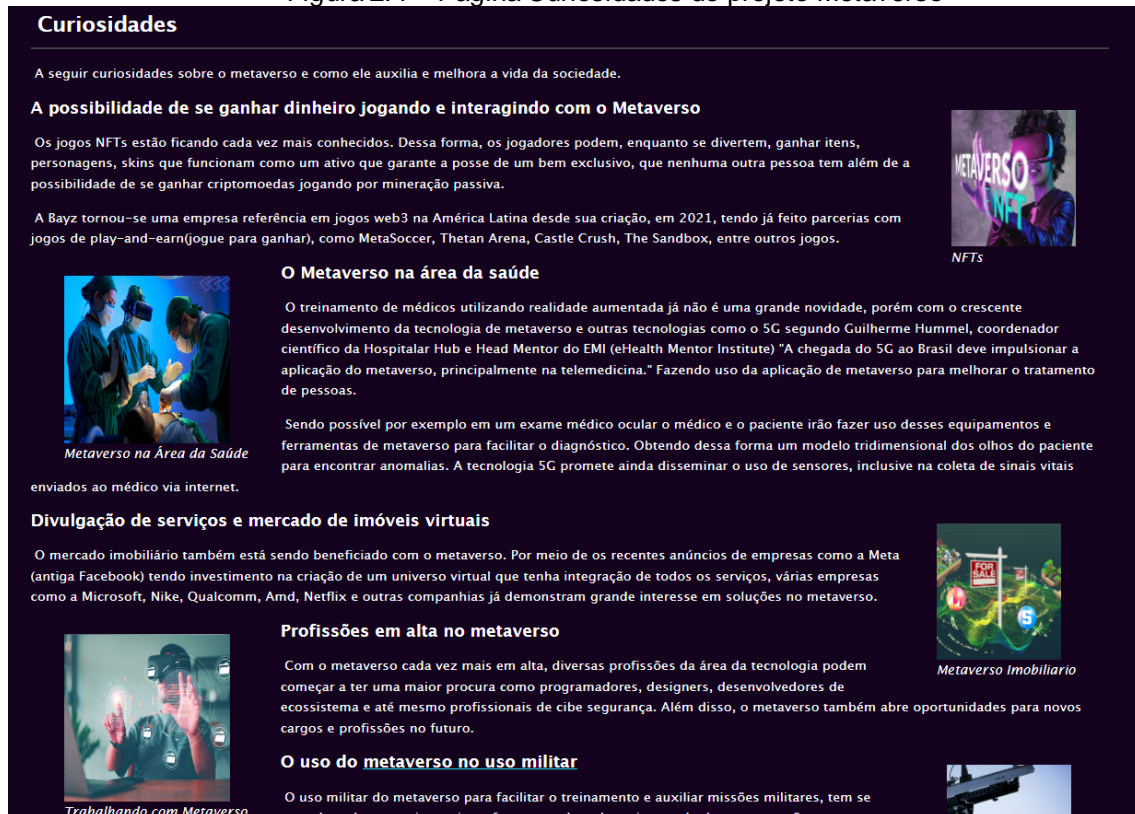 Curiosidades
A seguir curiosidades sobre o metaverso e como ele auxilia e melhora a vida da sociedade.
A possibilidade de se ganhar dinheiro jogando e interagindo com o Metaverso
Os jogos NFTs estão ficando cada vez mais conhecidos. Dessa forma, os jogadores podem, enquanto se divertem, ganhar itens,
personagens, skins que funcionam como um ativo que garante a posse de um bem exclusivo, que nenhuma outra pessoa tem além de a
possibilidade de se ganhar criptomoedas jogando por mineração passiva.
A Bayz tornou-se uma empresa referência em jogos web3 na América Latina desde sua criação, em 2021, tendo já feito parcerias com
jogos de play-and-earn(jogue para ganhar), como MetaSoccer, Thetan Arena, Castle Crush, The Sandbox, entre outros jogos.
METAVERSO
NFT
NFTs
O Metaverso na área da saúde
O treinamento de médicos utilizando realidade aumentada já não é uma grande novidade, porém com o crescente
desenvolvimento da tecnologia de metaverso e outras tecnologias como o 5G segundo Guilherme Hummel, coordenador
científico da Hospitalar Hub e Head Mentor do EMI (eHealth Mentor Institute) "A chegada do 5G ao Brasil deve impulsionar a
aplicação do metaverso, principalmente na telemedicina." Fazendo uso da aplicação de metaverso para melhorar o tratamento
de pessoas.
Sendo possível por exemplo em um exame médico ocular o médico e o paciente irão fazer uso desses equipamentos e
ferramentas de metaverso para facilitar o diagnóstico. Obtendo dessa forma um modelo tridimensional dos olhos do paciente
para encontrar anomalias. A tecnologia 5G promete ainda disseminar o uso de sensores, inclusive na coleta de sinais vitais
enviados ao médico via internet.
Metaverso na Área da Saúde
Divulgação de serviços e mercado de imóveis virtuais
O mercado imobiliário também está sendo beneficiado com o metaverso. Por meio de os recentes anúncios de empresas como a Meta
(antiga Facebook) tendo investimento na criação de um universo virtual que tenha integração de todos os serviços, várias empresas
como a Microsoft, Nike, Qualcomm, Amd, Netflix e outras companhias já demonstram grande interesse em soluções no metaverso.
FOR
SALE
Metaverso Imobiliario
Profissões em alta no metaverso
Com o metaverso cada vez mais em alta, diversas profissões da área da tecnologia podem
começar a ter uma maior procura como programadores, designers, desenvolvedores de
ecossistema e até mesmo profissionais de cibe segurança. Além disso, o metaverso também abre oportunidades para novos
cargos e profissões no futuro.
Trabalhando com Metaverso
O uso do metaverso no uso militar
O uso militar do metaverso para facilitar o treinamento e auxiliar missões militares, tem se